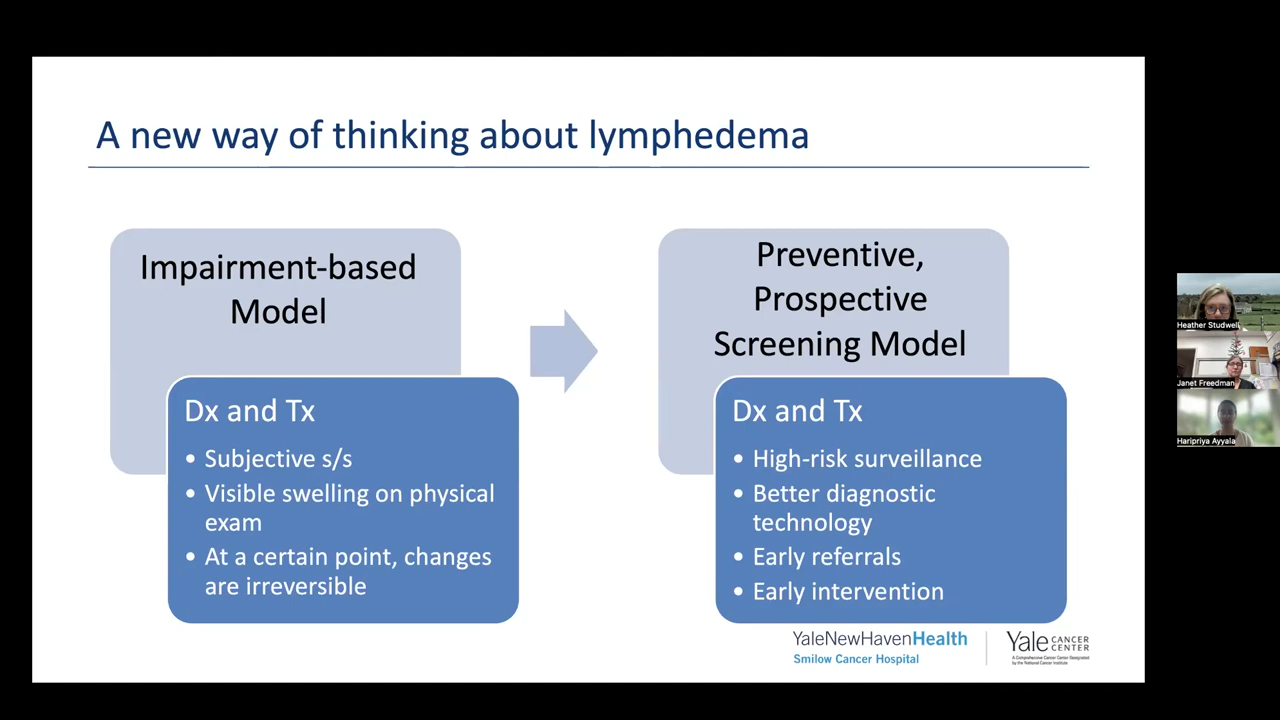 A new way of thinking about lymphedema
Impairment-based
Model
Dx and Tx
• Subjective s/s
• Visible swelling on physical
exam
• At a certain point, changes
are irreversible
Preventive,
Prospective
Screening Model
Dx and Tx
• High-risk surveillance
• Better diagnostic
technology
• Early referrals
• Early intervention
YaleNewHavenHealth
Smilow Cancer Hospital
Yale CANCER
CENTER
A Comprehensive Cancer Center Designated
by the National Cancer Institute
Heather Studwell
Janet Freedman
Haripriya Ayyala